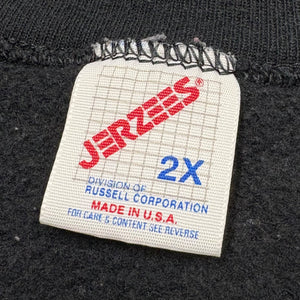 JERZEES®
2X
DIVISION OF
RUSSELL CORPORATION
MADE IN U.S.A.
FOR CARE & CONTENT SEE REVERSE